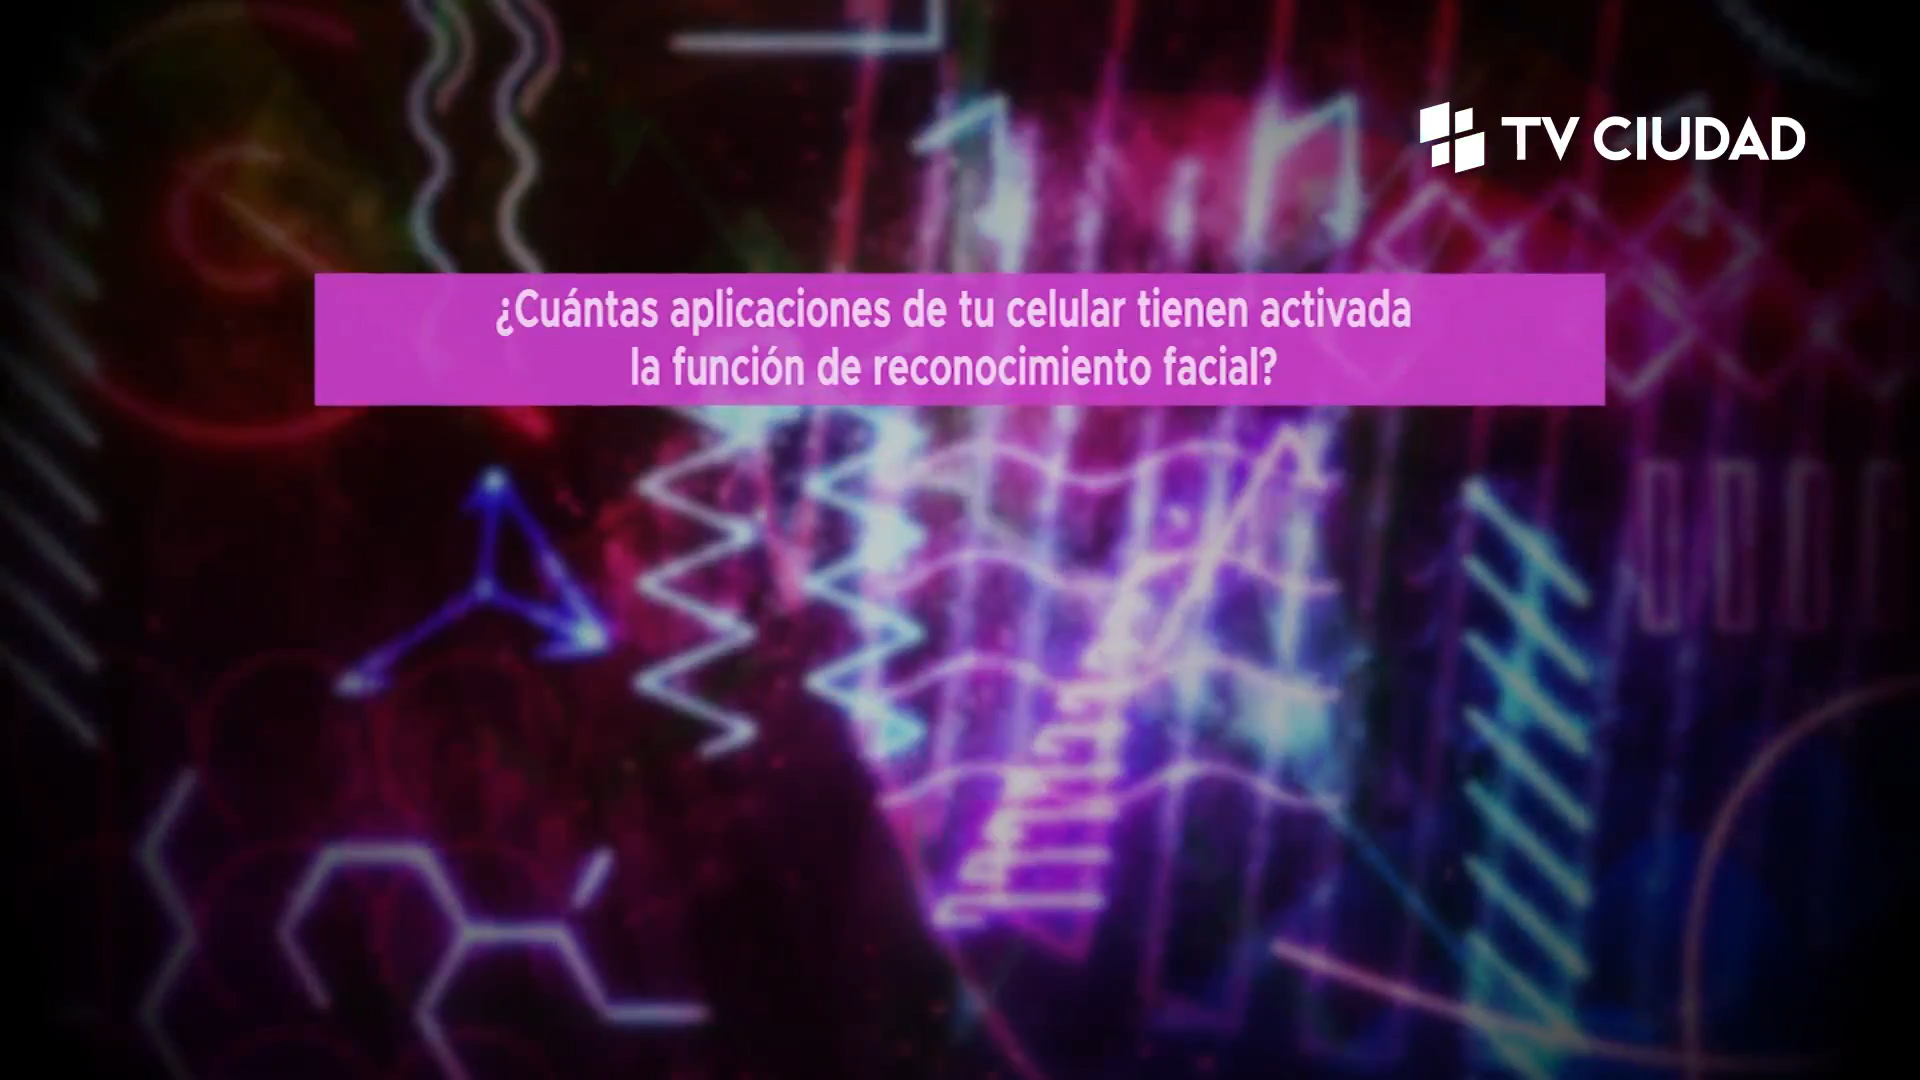 TV CIUDAD
¿Cuántas aplicaciones de tu celular tienen activada
la función de reconocimiento facial?